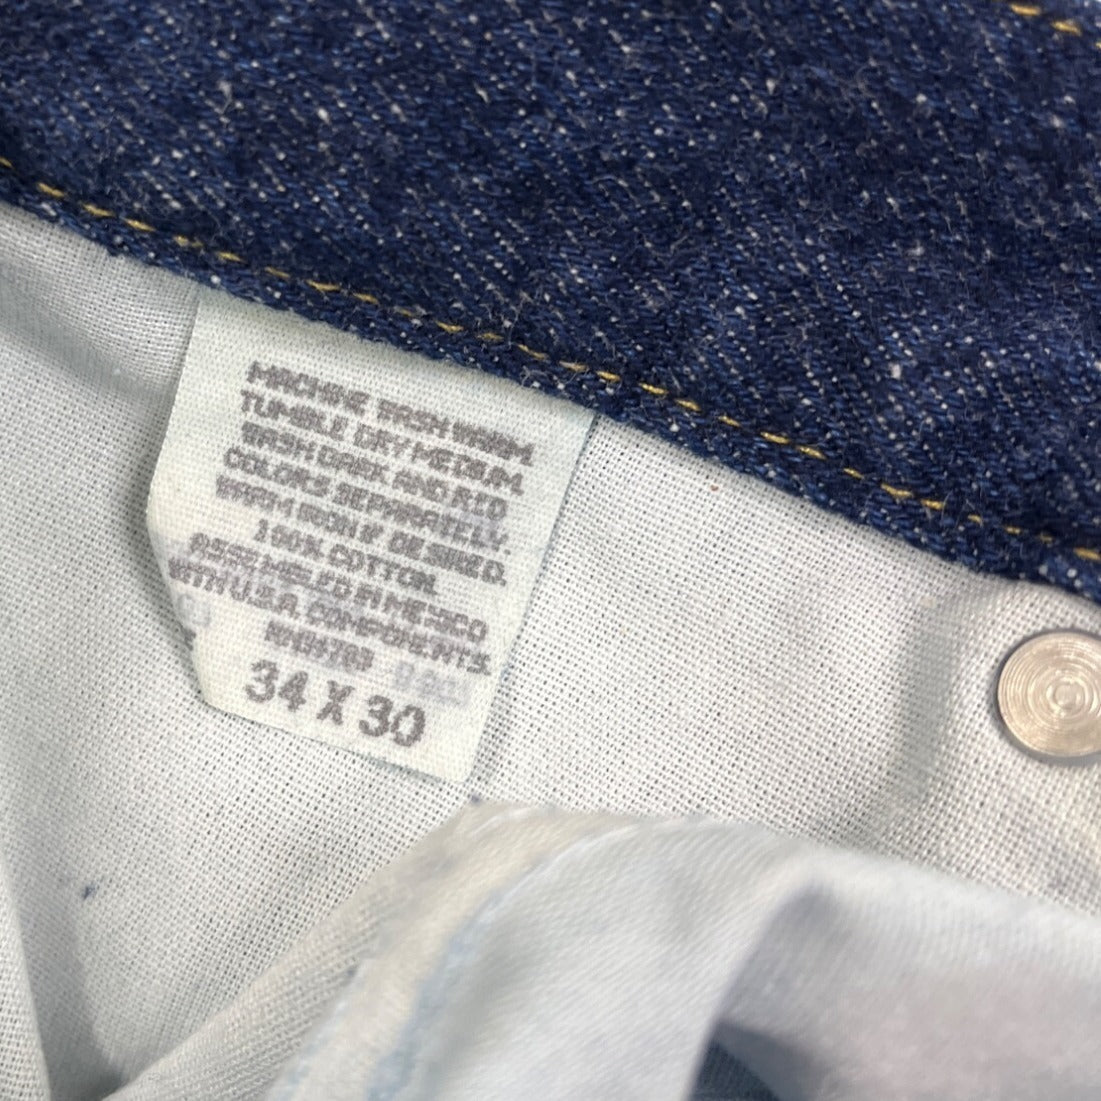 MACHINE WASH WARM.
TUMBLE DRY MEDIUM.
WASH DARK AND RED
COLORS SEPARATELY.
WARM IRON IF DESIRED.
100% COTTON.
ASSEMBLED IN MEXICO
WITH U.S.A. COMPONENTS.
34 X 30